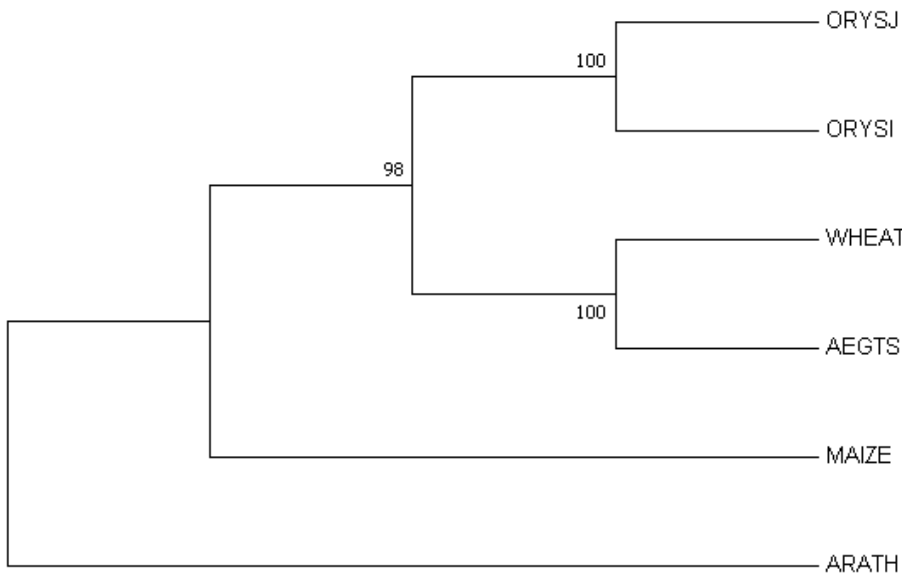 ORYSJ
100
ORYSI
98
WHEAT
100
AEGTS
MAIZE
ARATH